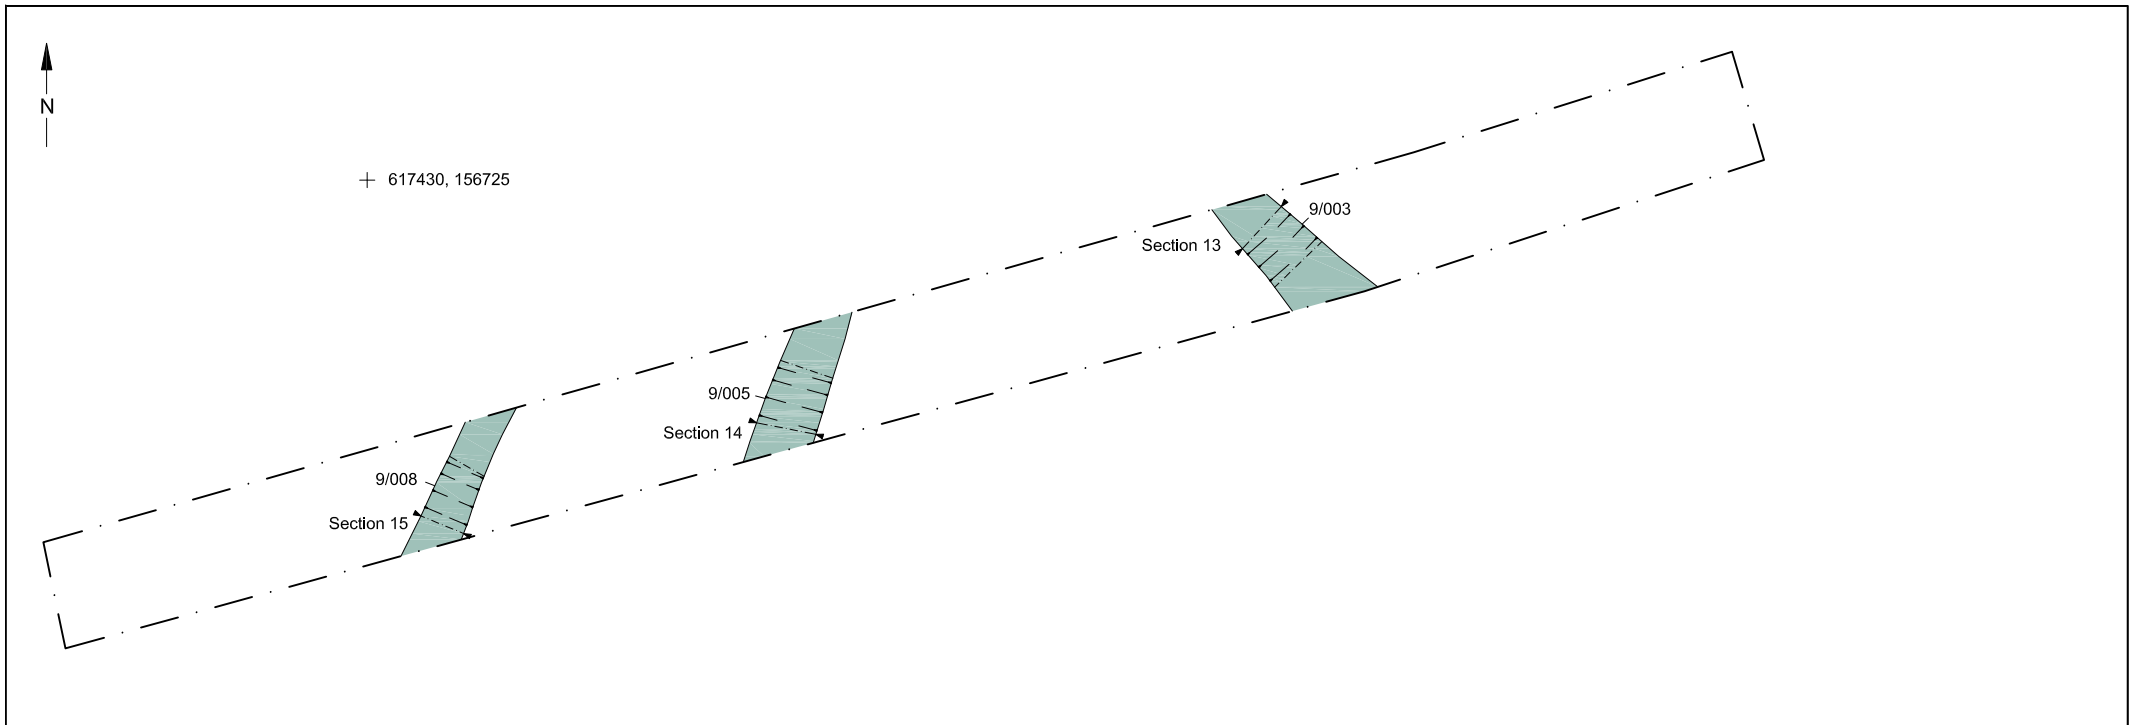 N
617430, 156725
9/003
Section 13
9/005
Section 14
9/008
Section 15